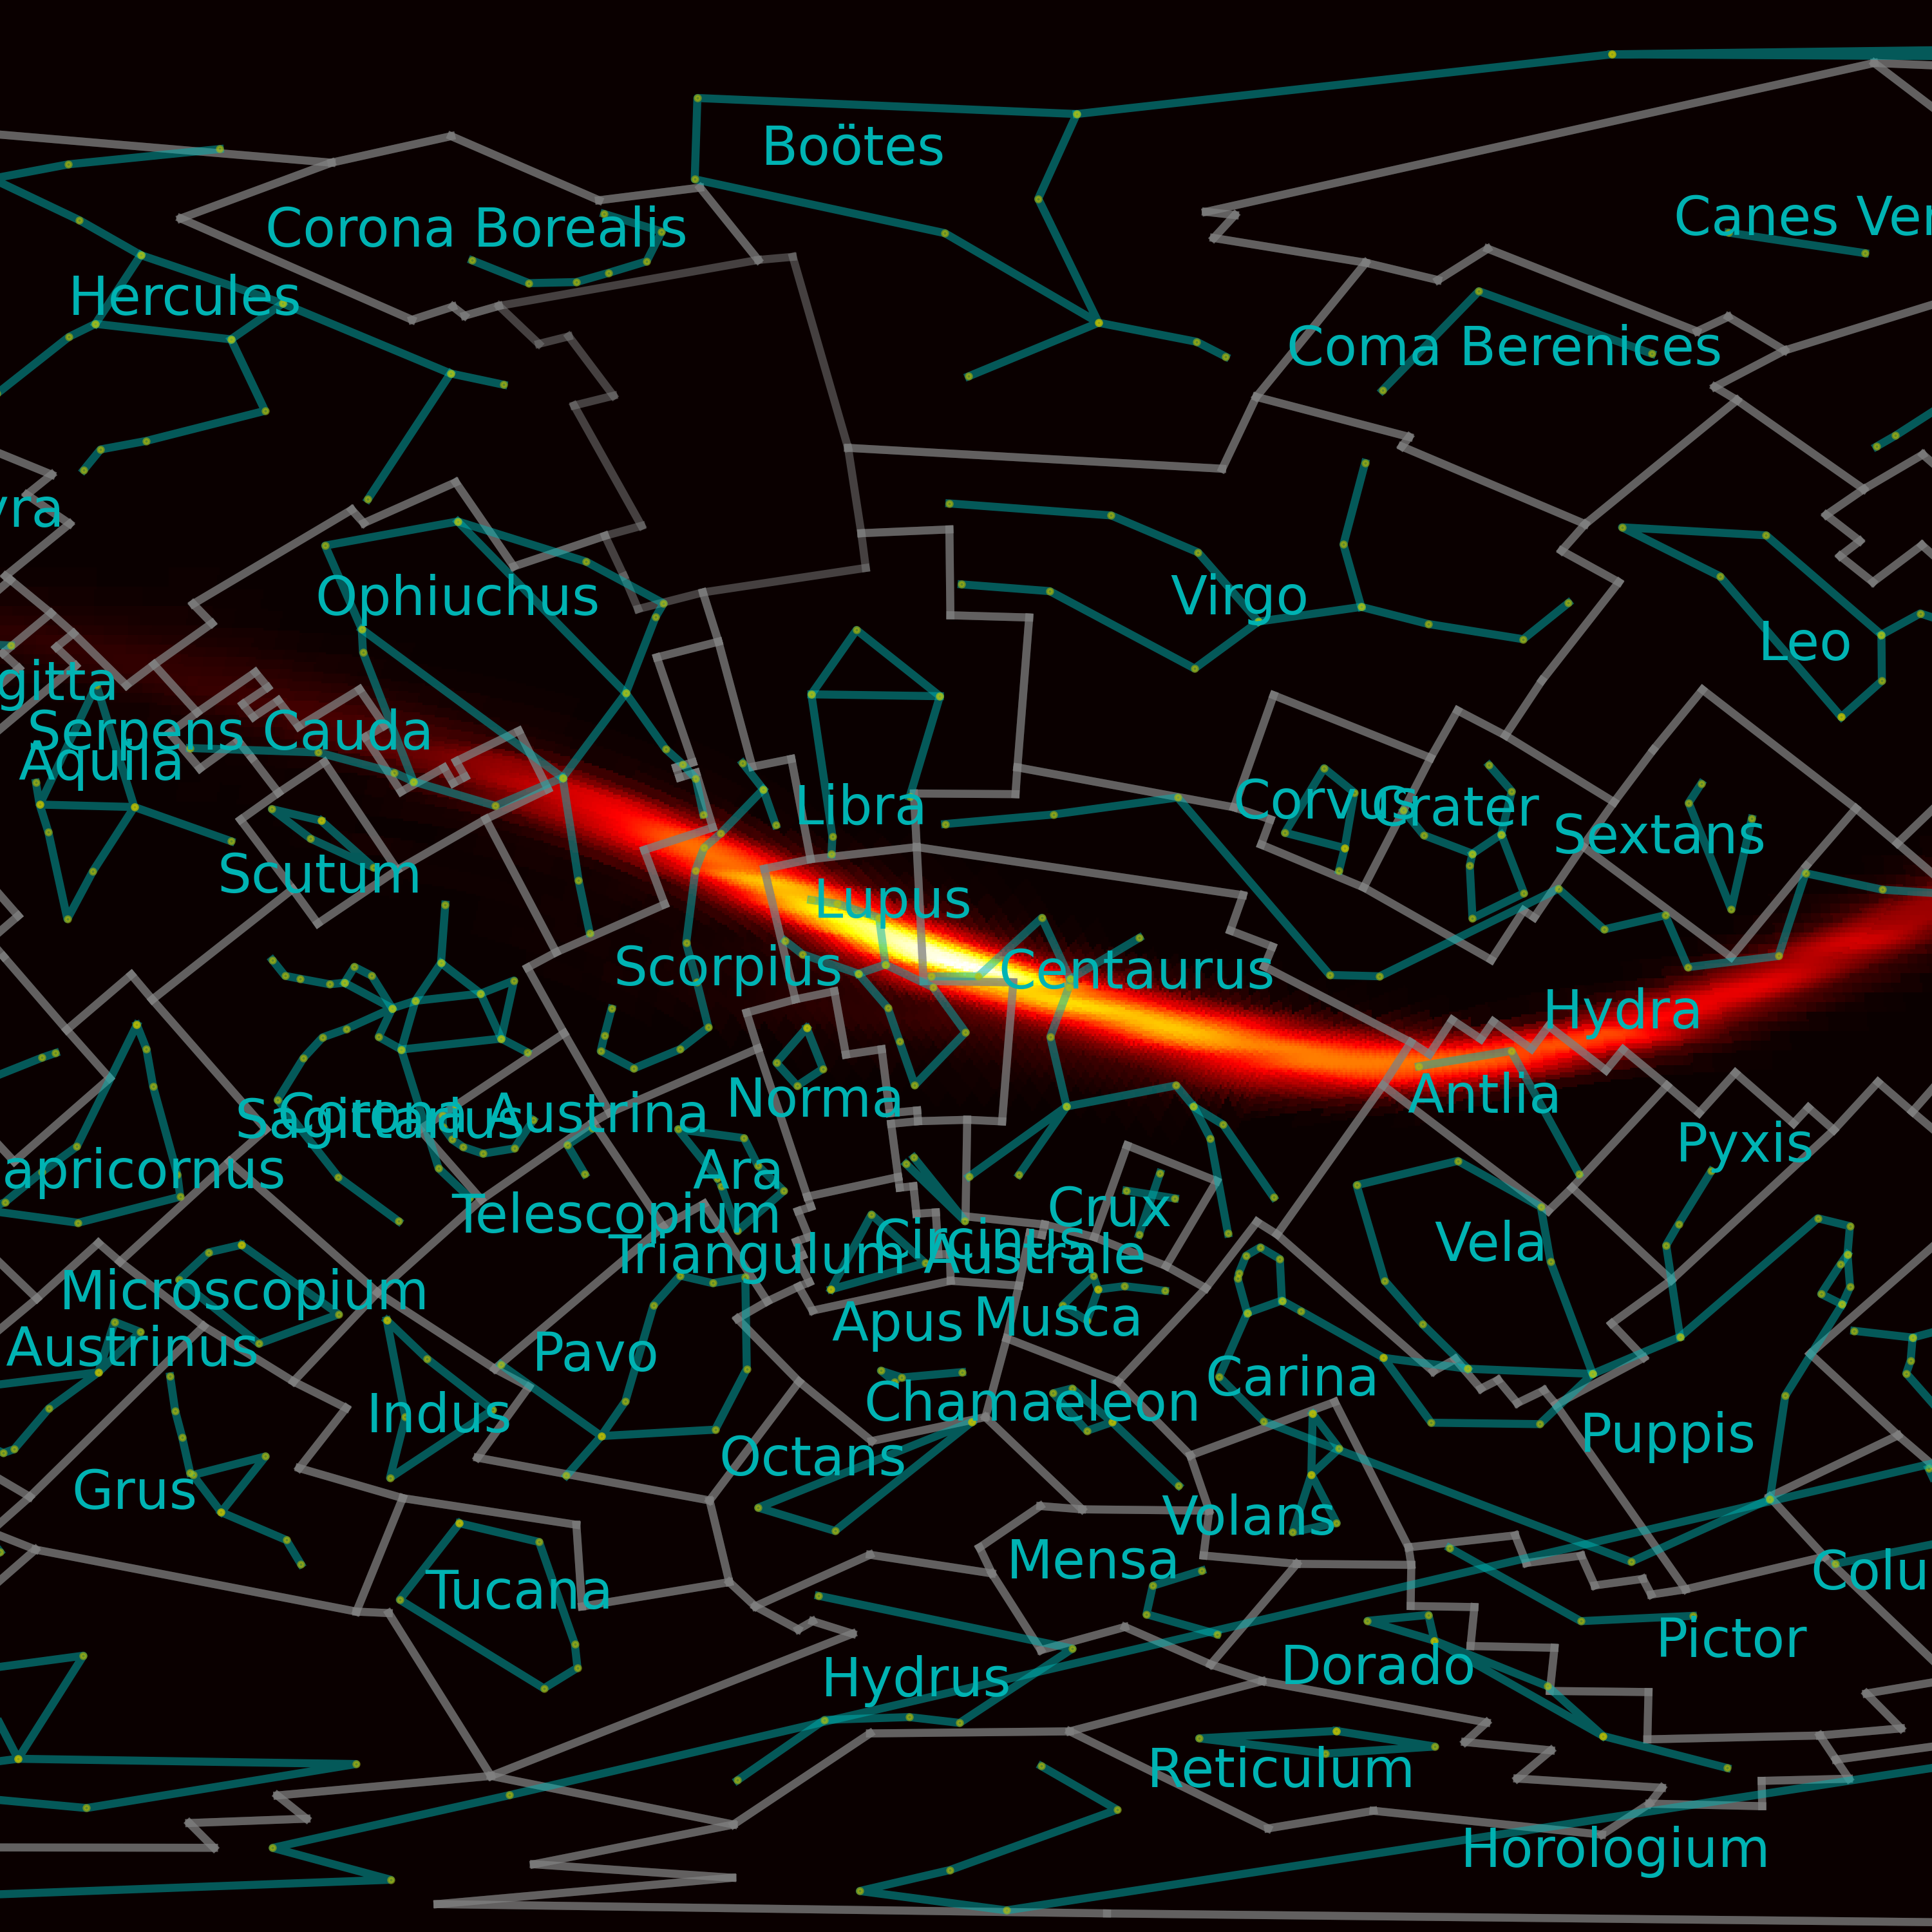 Boötes
Canes Ver
Corona Borealis
Hercules
Coma Berenices
yra
Ophiuchus
Virgo
Leo
gitta
Serpens Cauda
Aquila
Libra
Corvus
Crater
Sextans
Scutum
Lupus
Scorpius
Centaurus
Hydra
Antlia
Norma
Corona Austrina
Sagittarius
Pyxis
apricornus
Ara
Telescopium
Crux
Circinus
Triangulum Australe
Vela
Microscopium
Apus
Musca
Austrinus
Pavo
Carina
Chamaeleon
Indus
Puppis
Octans
Grus
Volans
Mensa
Colu
Tucana
Pictor
Dorado
Hydrus
Reticulum
Horologium